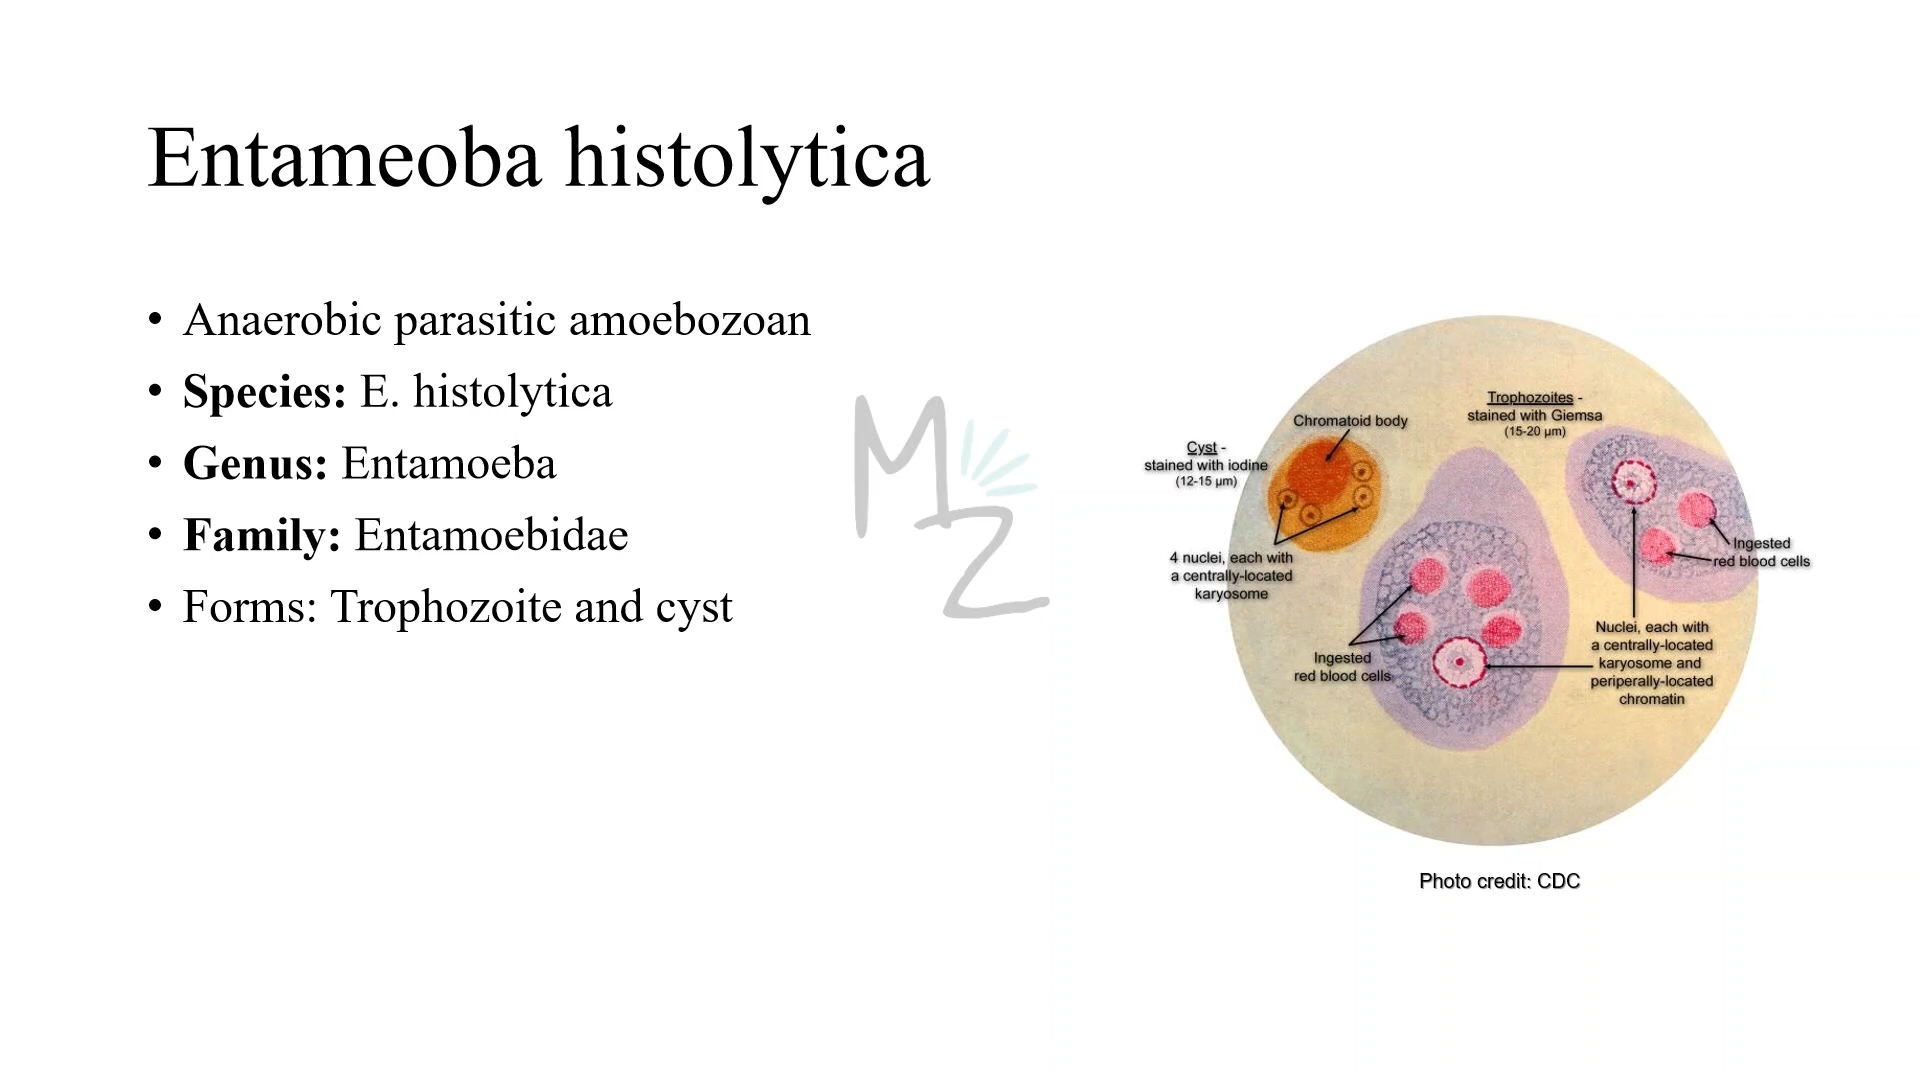 Entameoba histolytica
• Anaerobic parasitic amoebozoan
• Species: E. histolytica
• Genus: Entamoeba
• Family: Entamoebidae
• Forms: Trophozoite and cyst
MZ
Cyst -
stained with iodine
(12-15 µm)
Chromatoid body
Trophozoites -
stained with Giemsa
(15-20 µm)
4 nuclei, each with
a centrally-located
karyosome
Ingested
red blood cells
Ingested
red blood cells
Nuclei, each with
a centrally-located
karyosome and
periperally-located
chromatin
Photo credit: CDC